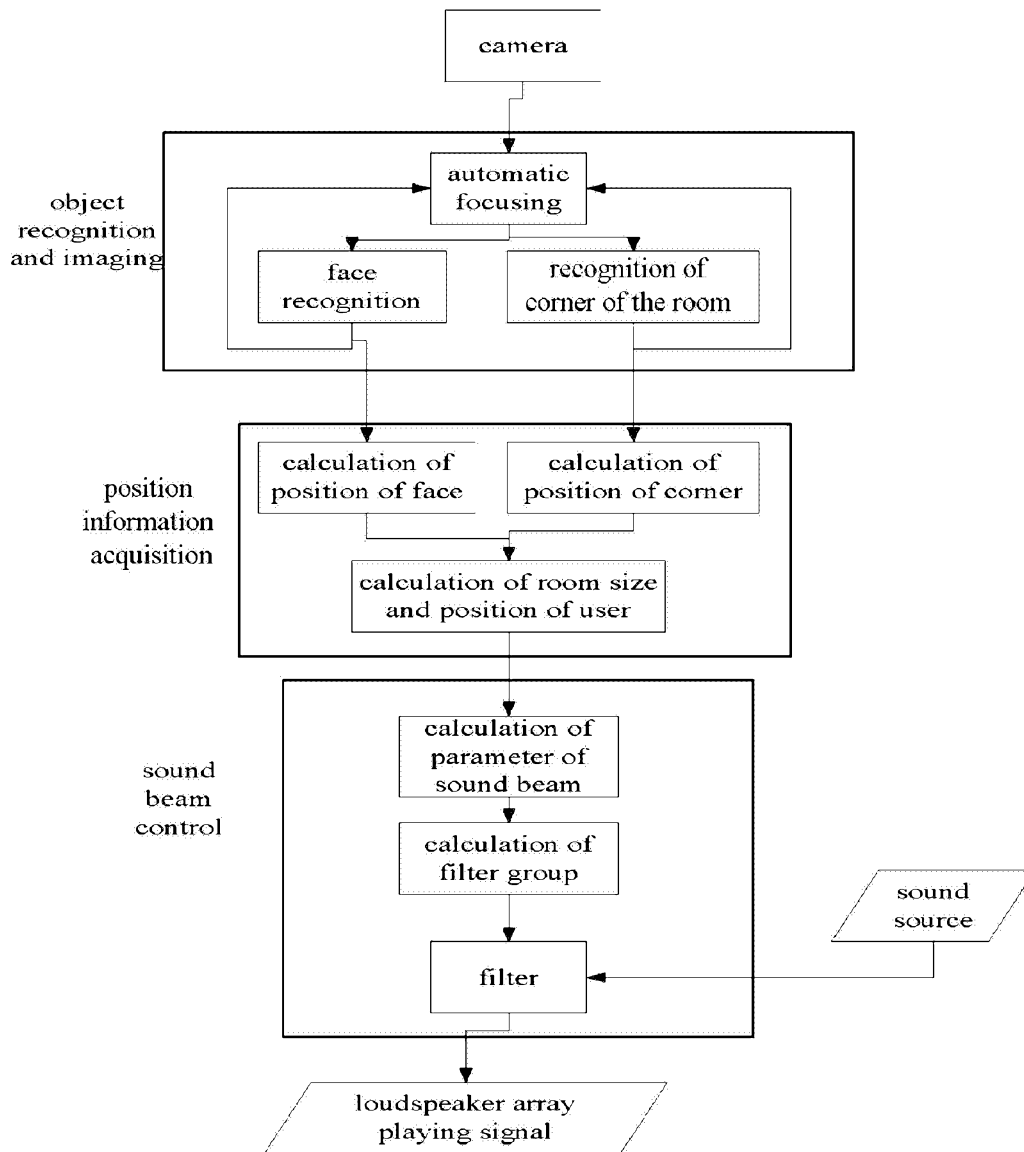 camera
object
recognition
and imaging
automatic
focusing
face
recognition
recognition of
corner of the room
position
information
acquisition
calculation of
position of face
calculation of
position of corner
calculation of room size
and position of user
sound
beam
control
calculation of
parameter of
sound beam
calculation of
filter group
filter
sound
source
loudspeaker array
playing signal